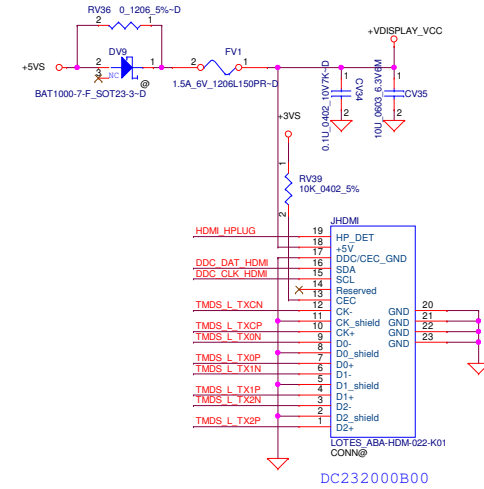 RV36 0_1206_5%~D
2 1
DV9
+5VS 2 1
3 NC
@
BAT1000-7-F_SOT23-3~D
FV1
2 1
1.5A_6V_1206L150PR~D
+VDISPLAY_VCC
1
2
0.1U_0402_10V7K~D
CV34
1
2
10U_0603_6.3V6M
CV35
+3VS
1
2
RV39
10K_0402_5%
JHDMI
HDMI_HPLUG 19 HP_DET
18 +5V
17 DDC/CEC_GND
DDC_DAT_HDMI 16 SDA
DDC_CLK_HDMI 15 SCL
14 Reserved
13 CEC
TMDS_L_TXCN 12 CK-
11 CK_shield
TMDS_L_TXCP 10 CK+
TMDS_L_TX0N 9 D0-
8 D0_shield
TMDS_L_TX0P 7 D0+
TMDS_L_TX1N 6 D1-
5 D1_shield
TMDS_L_TX1P 4 D1+
TMDS_L_TX2N 3 D2-
2 D2_shield
TMDS_L_TX2P 1 D2+
GND 20
GND 21
GND 22
GND 23
LOTES_ABA-HDM-022-K01
CONN@
DC232000B00